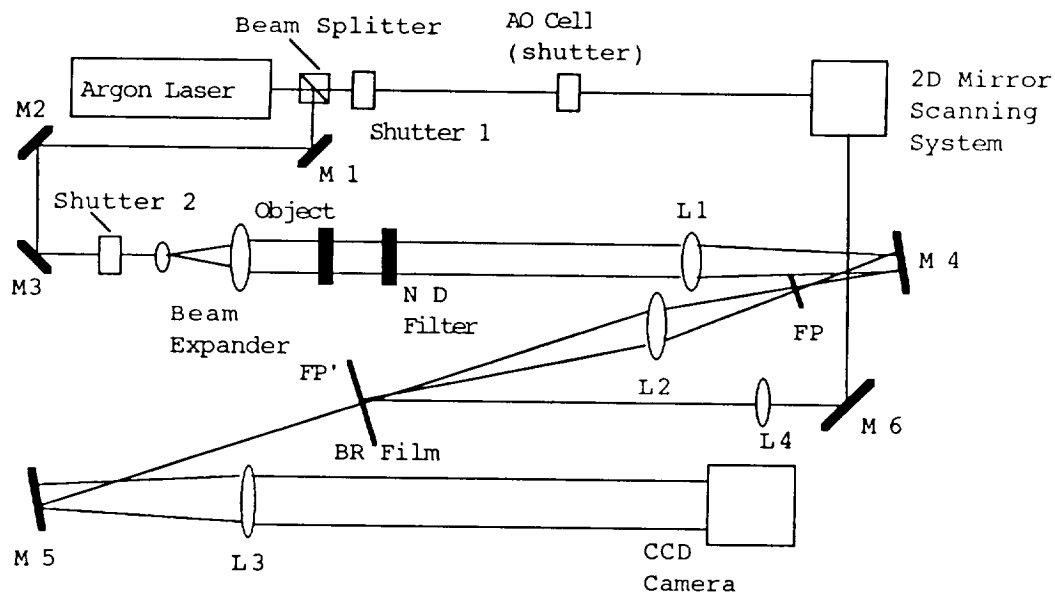 Beam Splitter
AO Cell
(shutter)
Argon Laser
2D Mirror
Scanning
System
M2
Shutter 1
M 1
Shutter 2
Object
L1
M3
M 4
N D
Filter
Beam
Expander
FP
FP'
L2
M 6
L4
BR Film
M 5
L3
CCD
Camera